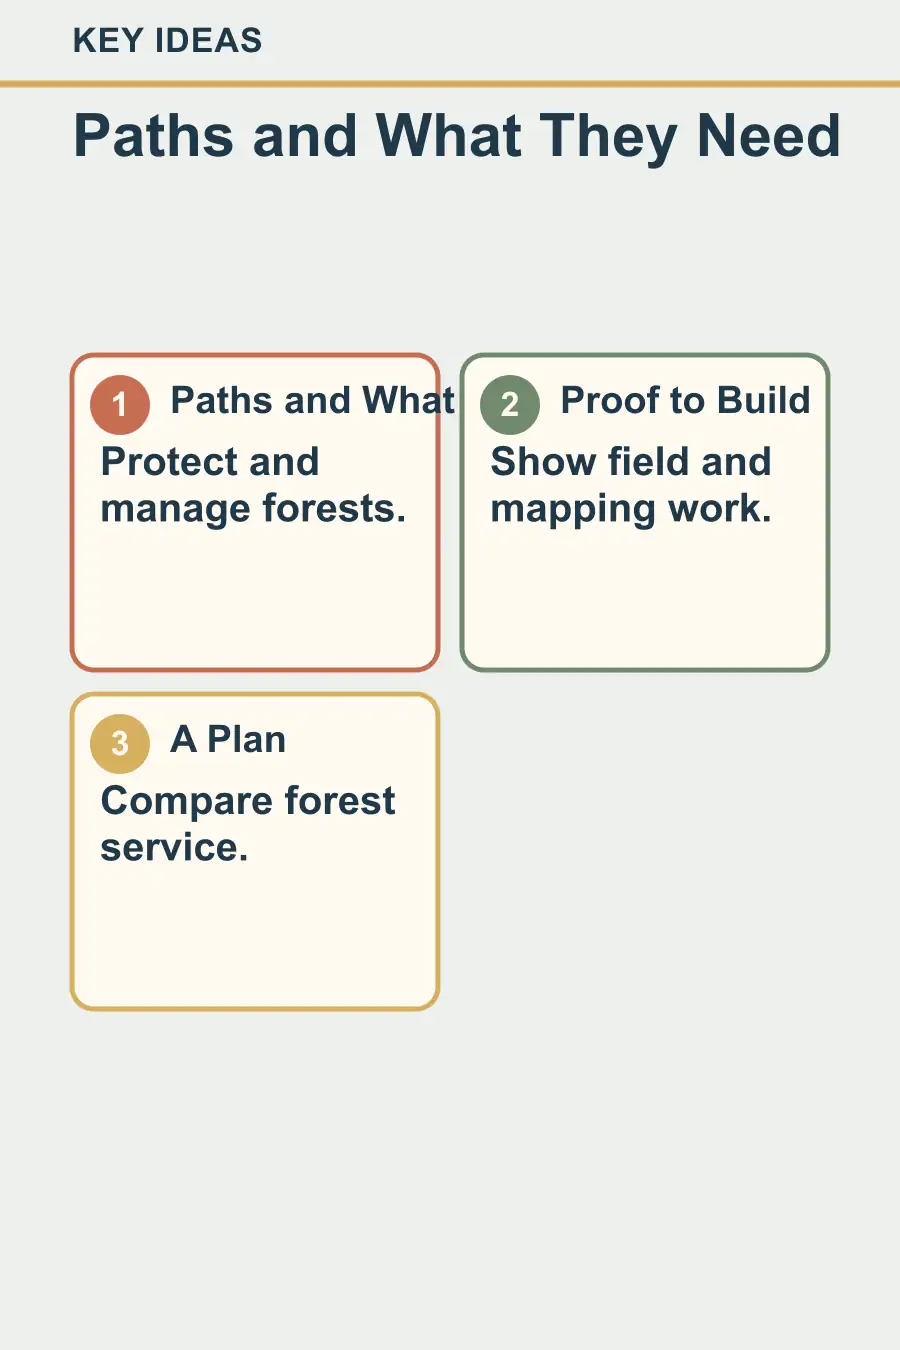 KEY IDEAS
Paths and What They Need
1
Paths and What
Protect and
manage forests.
2
Proof to Build
Show field and
mapping work.
3
A Plan
Compare forest
service.